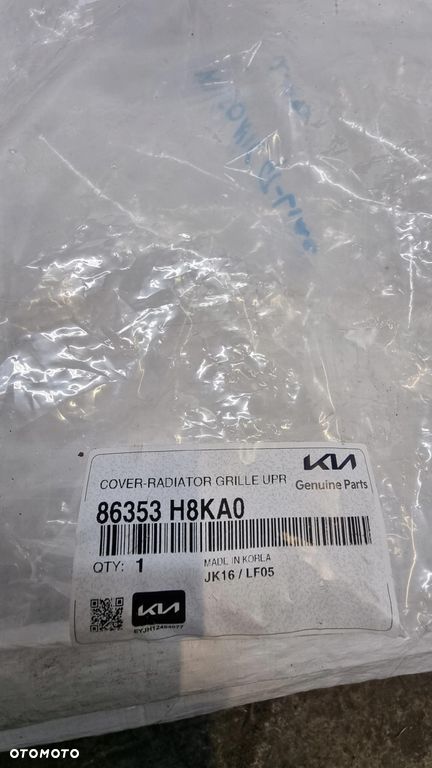 COVER-RADIATOR GRILLE UPR
KIA
Genuine Parts
86353 H8KA0
QTY: 1
MADE IN KOREA
JK16 / LF05
KIA
OTOMOTO